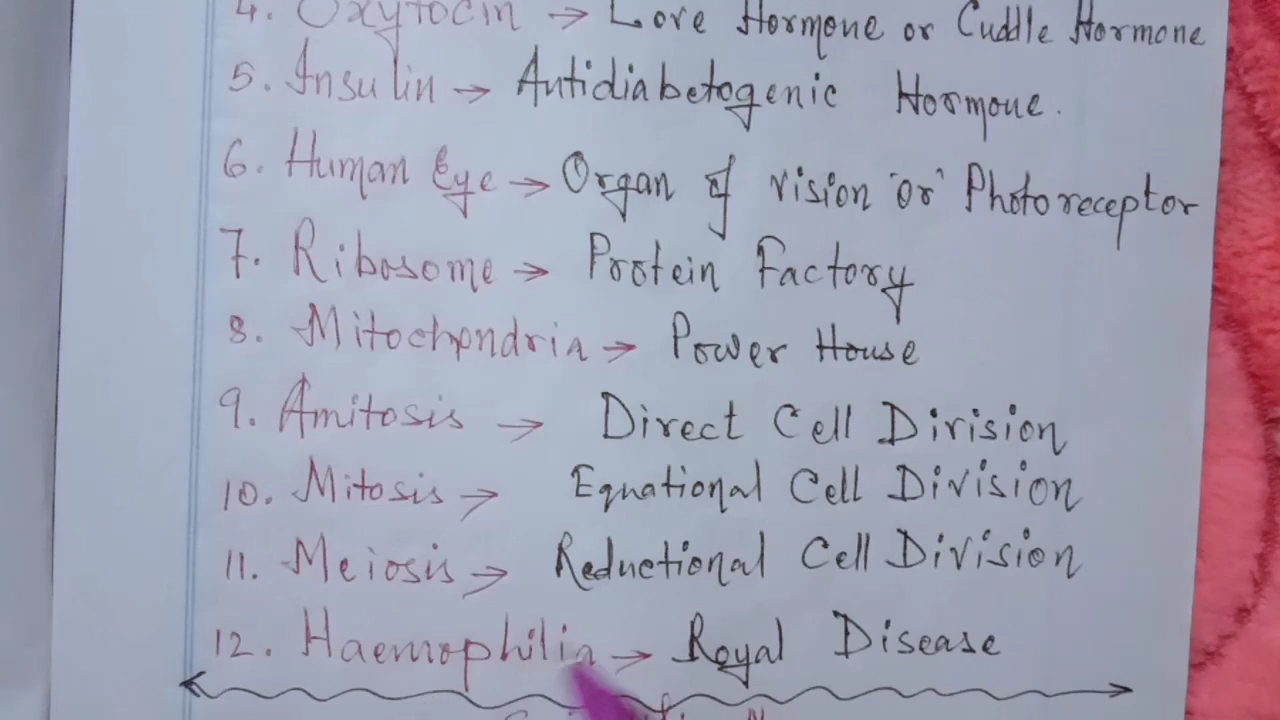 4. Oxytocin → Love Hormone or Cuddle Hormone
5. Insulin → Antidiabetogenic Hormone.
6. Human Eye → Organ of vision "or" Photoreceptor
7. Ribosome → Protein Factory
8. Mitochondria → Power House
9. Amitosis → Direct Cell Division
10. Mitosis → Equational Cell Division
11. Meiosis → Reductional Cell Division
12. Haemophilia → Royal Disease